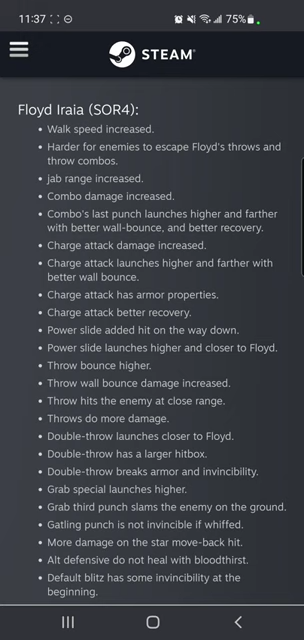 11:37
75%
STEAM®
Floyd Iraia (SOR4):
• Walk speed increased.
• Harder for enemies to escape Floyd's throws and
throw combos.
• jab range increased.
• Combo damage increased.
• Combo's last punch launches higher and farther
with better wall-bounce, and better recovery.
• Charge attack damage increased.
• Charge attack launches higher and farther with
better wall bounce.
• Charge attack has armor properties.
• Charge attack better recovery.
• Power slide added hit on the way down.
• Power slide launches higher and closer to Floyd.
• Throw bounce higher.
• Throw wall bounce damage increased.
• Throw hits the enemy at close range.
• Throws do more damage.
• Double-throw launches closer to Floyd.
• Double-throw has a larger hitbox.
• Double-throw breaks armor and invincibility.
• Grab special launches higher.
• Grab third punch slams the enemy on the ground.
• Gatling punch is not invincible if whiffed.
• More damage on the star move-back hit.
• Alt defensive do not heal with bloodthirst.
• Default blitz has some invincibility at the
beginning.